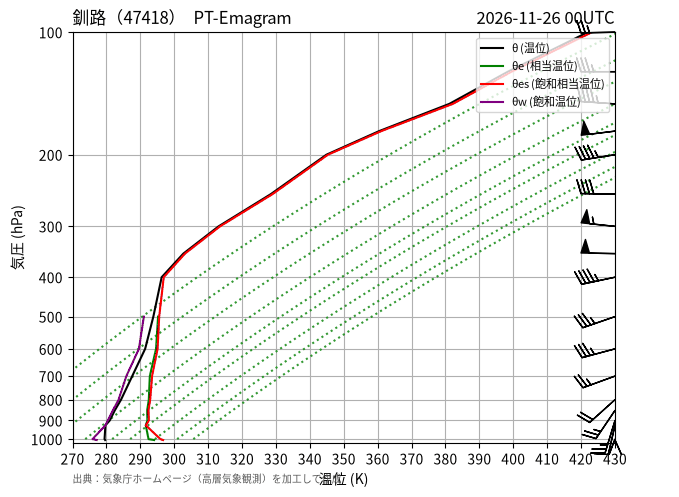 釧路（47418） PT-Emagram
2026-11-26 00UTC
θ (温位)
θe (相当温位)
θes (飽和相当温位)
θw (飽和温位)
気圧 (hPa)
100
200
300
400
500
600
700
800
900
1000
270 280 290 300 310 320 330 340 350 360 370 380 390 400 410 420 430
温位 (K)
出典：気象庁ホームページ（高層気象観測）を加工して